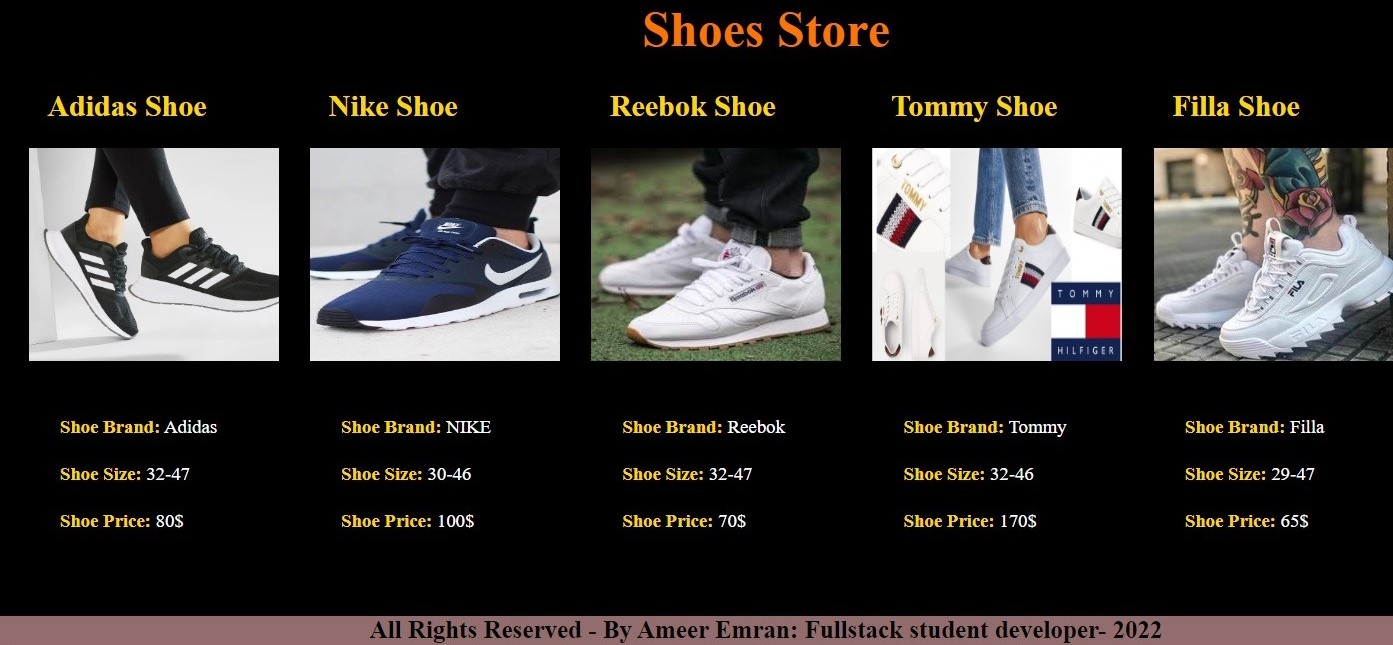 Shoes Store
Adidas Shoe
Nike Shoe
Reebok Shoe
Tommy Shoe
Filla Shoe
TOMMY
Reebok
FILA
TOMMY
HILFIGER
Shoe Brand: Adidas
Shoe Size: 32-47
Shoe Price: 80$
Shoe Brand: NIKE
Shoe Size: 30-46
Shoe Price: 100$
Shoe Brand: Reebok
Shoe Size: 32-47
Shoe Price: 70$
Shoe Brand: Tommy
Shoe Size: 32-46
Shoe Price: 170$
Shoe Brand: Filla
Shoe Size: 29-47
Shoe Price: 65$
All Rights Reserved - By Ameer Emran: Fullstack student developer- 2022